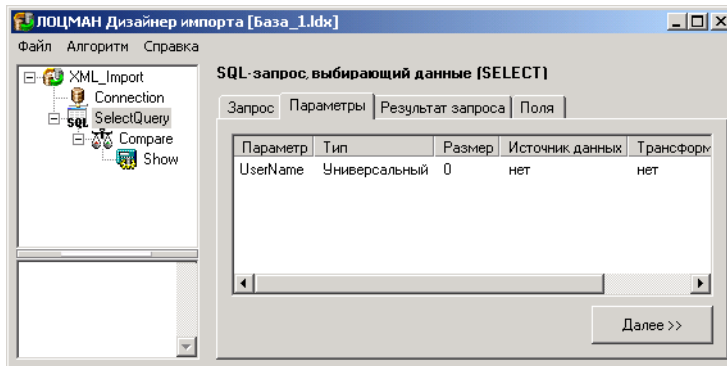 ЛОЦМАН Дизайнер импорта [База_1.ldx]
Файл Алгоритм Справка
XML_Import
Connection
SelectQuery
Compare
Show
SQL-запрос, выбирающий данные (SELECT)
Запрос Параметры Результат запроса Поля
Параметр Тип Размер Источник данных Трансформ
UserName Универсальный 0 нет нет
Далее >>